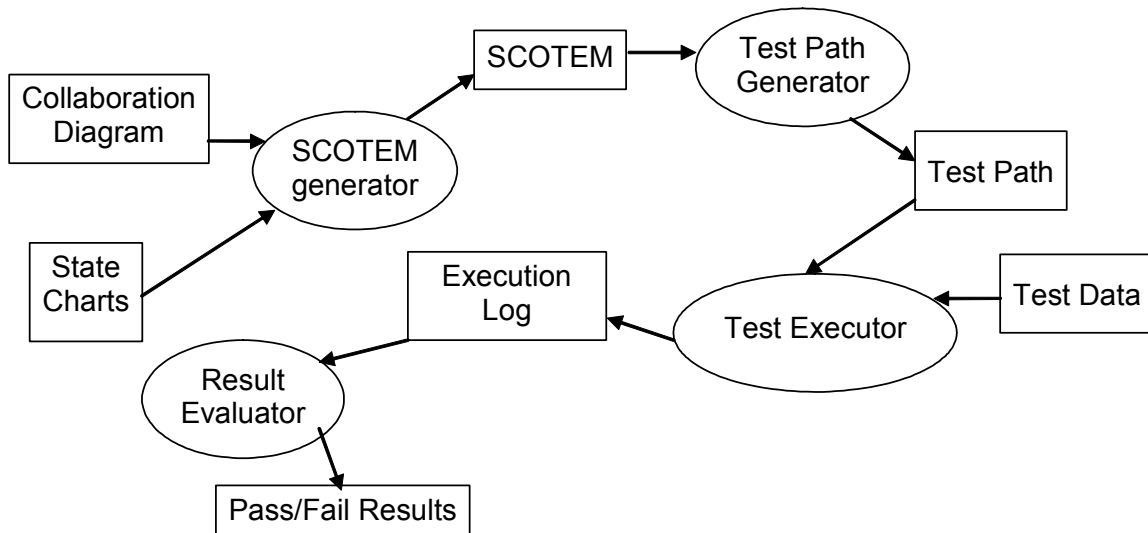 Collaboration
Diagram
SCOTEM
generator
SCOTEM
Test Path
Generator
Test Path
State
Charts
Execution
Log
Test Executor
Test Data
Result
Evaluator
Pass/Fail Results